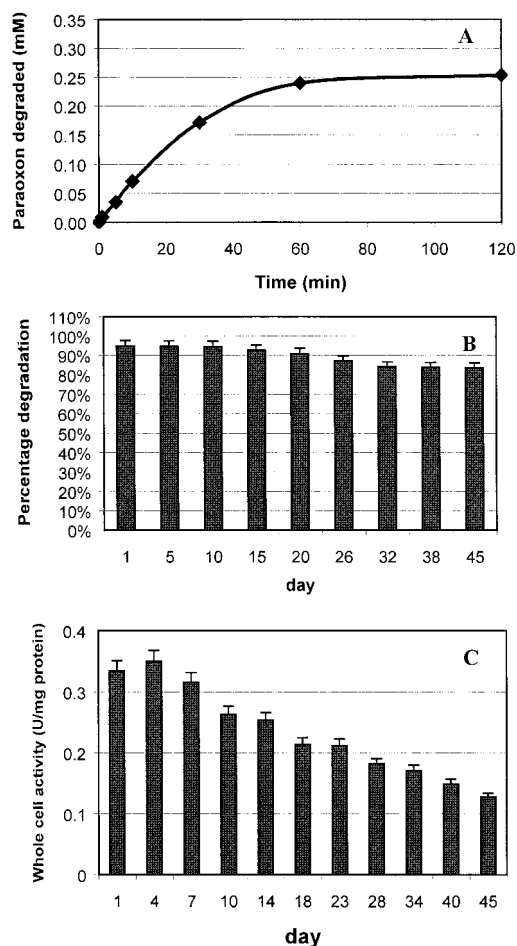 0.35
A
0.30
0.25
0.20
0.15
0.10
0.05
0.00
Paraoxon degraded (mM)
0 20 40 60 80 100 120
Time (min)
110%
B
100%
90%
80%
70%
60%
50%
40%
30%
20%
10%
0%
Percentage degradation
1 5 10 15 20 26 32 38 45
day
0.4
C
0.3
0.2
0.1
0
Whole cell activity (U/mg protein)
1 4 7 10 14 18 23 28 34 40 45
day